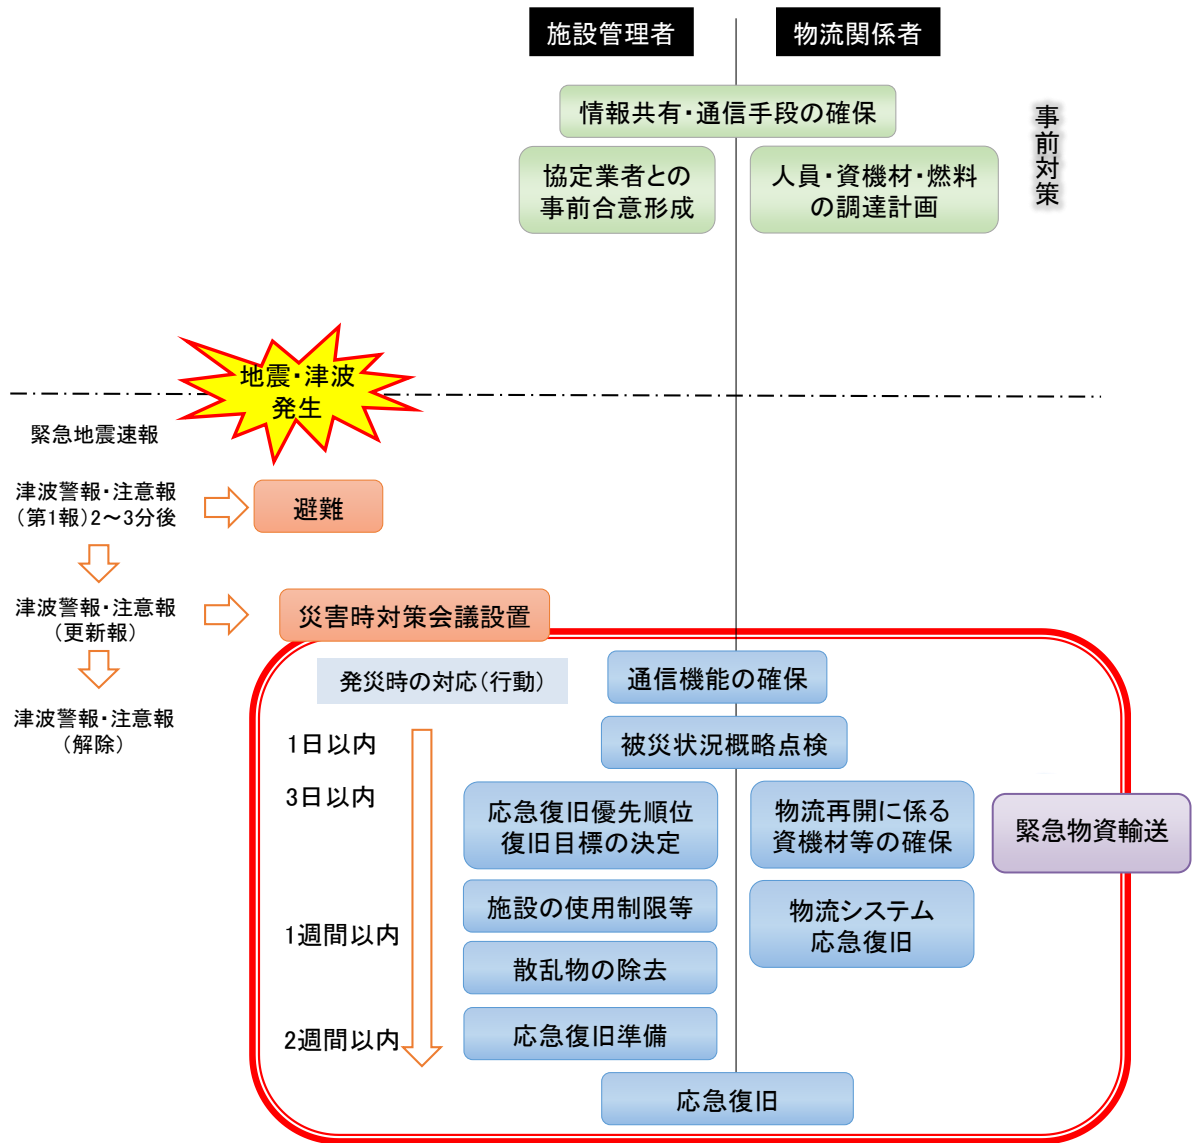 施設管理者
物流関係者
情報共有・通信手段の確保
協定業者との
事前合意形成
人員・資機材・燃料
の調達計画
事前対策
地震・津波
発生
緊急地震速報
津波警報・注意報
(第1報)2～3分後
避難
津波警報・注意報
(更新報)
災害時対策会議設置
津波警報・注意報
(解除)
発災時の対応(行動)
通信機能の確保
1日以内
被災状況概略点検
3日以内
応急復旧優先順位
復旧目標の決定
物流再開に係る
資機材等の確保
緊急物資輸送
施設の使用制限等
物流システム
応急復旧
1週間以内
散乱物の除去
2週間以内
応急復旧準備
応急復旧